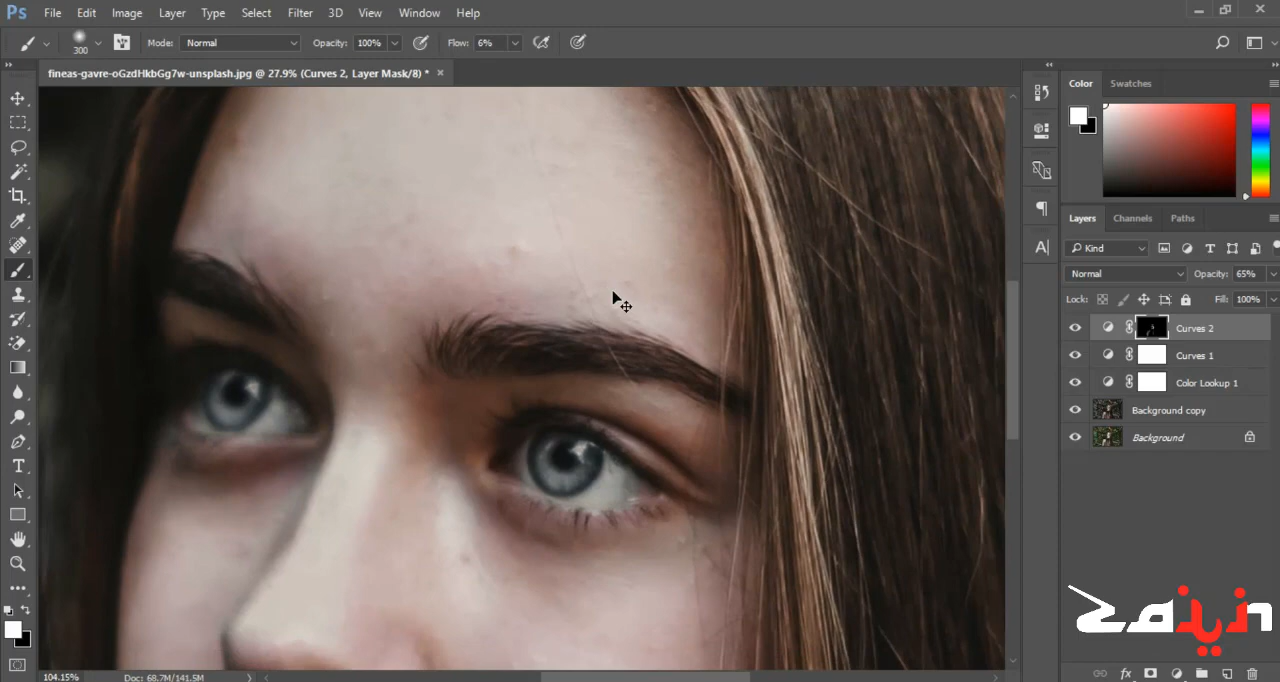 Ps File Edit Image Layer Type Select Filter 3D View Window Help
300 Mode: Normal Opacity: 100% Flow: 6%
fineas-gavre-oGzdHkbGg7w-unsplash.jpg @ 27.9% (Curves 2, Layer Mask/8) * ×
Color Swatches
Layers Channels Paths
Kind
Normal Opacity: 65%
Lock: Fill: 100%
Curves 2
Curves 1
Color Lookup 1
Background copy
Background
104.15% Doc: 68.7M/141.5M